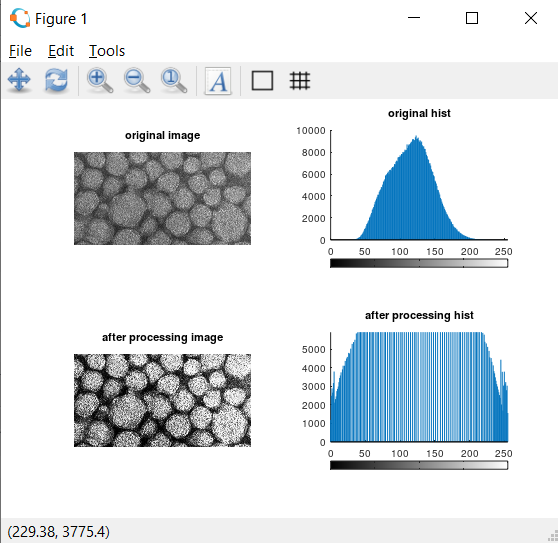 Figure 1
File Edit Tools
A
original image
original hist
10000
8000
6000
4000
2000
0
0 50 100 150 200 250
after processing image
after processing hist
5000
4000
3000
2000
1000
0
0 50 100 150 200 250
(229.38, 3775.4)